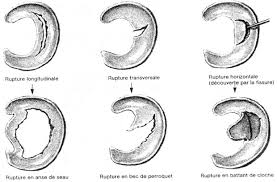 Rupture longitudinale
Rupture transversale
Rupture horizontale
(découverte par la fissure)
Rupture en anse de seau
Rupture en bec de perroquet
Rupture en battant de cloche